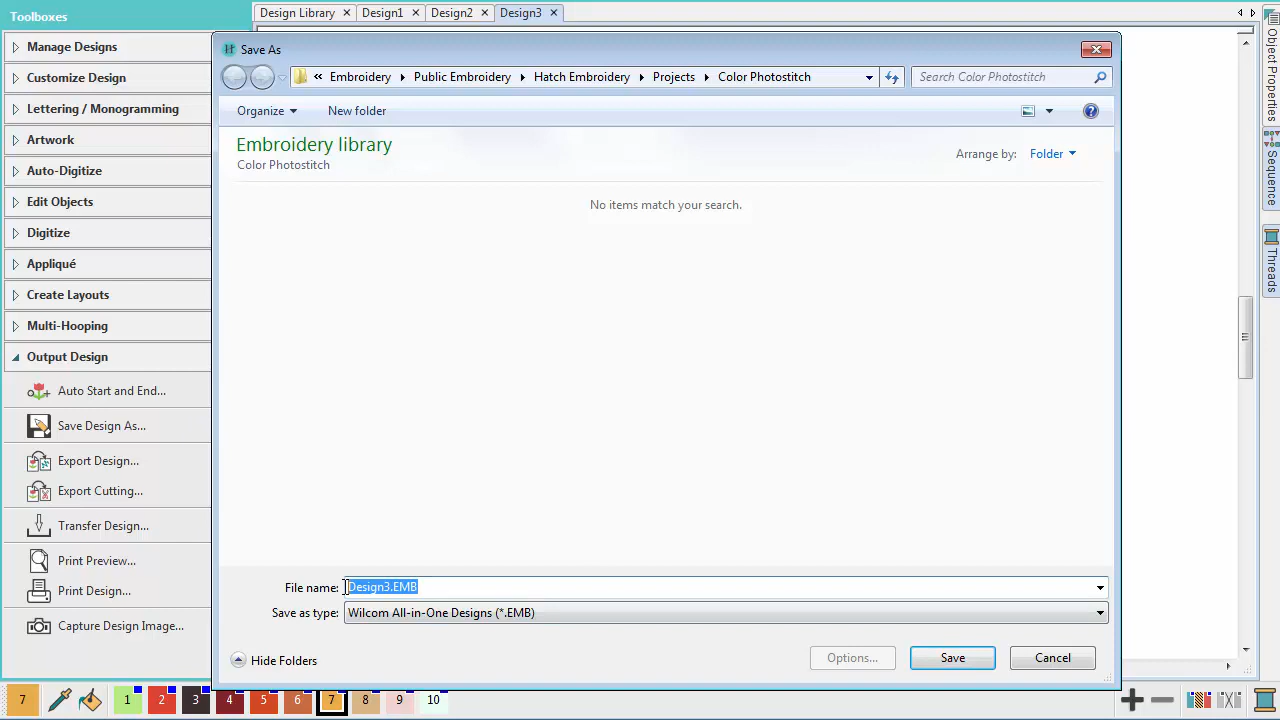 Toolboxes
Design Library
Design1
Design2
Design3
Manage Designs
Customize Design
Lettering / Monogramming
Artwork
Auto-Digitize
Edit Objects
Digitize
Appliqué
Create Layouts
Multi-Hooping
Output Design
Auto Start and End...
Save Design As...
Export Design...
Export Cutting...
Transfer Design...
Print Preview...
Print Design...
Capture Design Image...
Save As
Embroidery Public Embroidery Hatch Embroidery Projects Color Photostitch
Search Color Photostitch
Organize New folder
Embroidery library
Color Photostitch
Arrange by: Folder
No items match your search.
File name: Design3.EMB
Save as type: Wilcom All-in-One Designs (*.EMB)
Hide Folders
Options... Save Cancel
Object Properties
Sequence
Threads
7 1 2 3 4 5 6 7 8 9 10